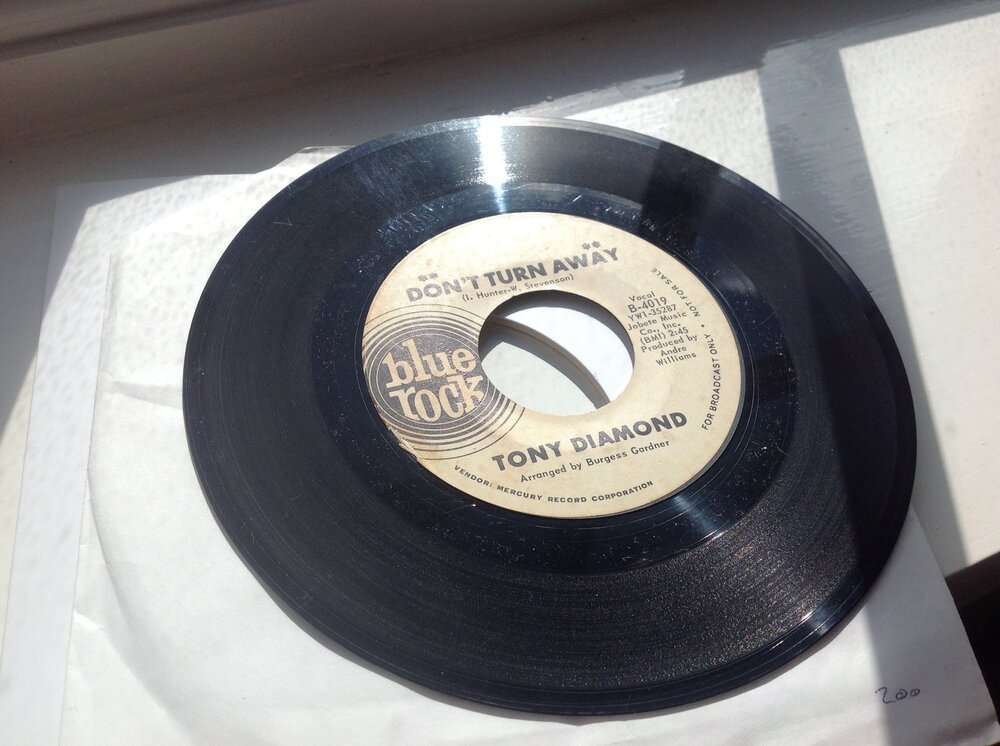 ** **
DON'T TURN AWAY
(I. Hunter-W. Stevenson)
blue
rock
Vocal
B-4019
YW1-35287
Jobete Music
Co., Inc.
(BMI) 2:45
Produced by
Andre
Williams
FOR BROADCAST ONLY • NOT FOR SALE
TONY DIAMOND
Arranged by Burgess Gardner
VENDOR: MERCURY RECORD CORPORATION
200